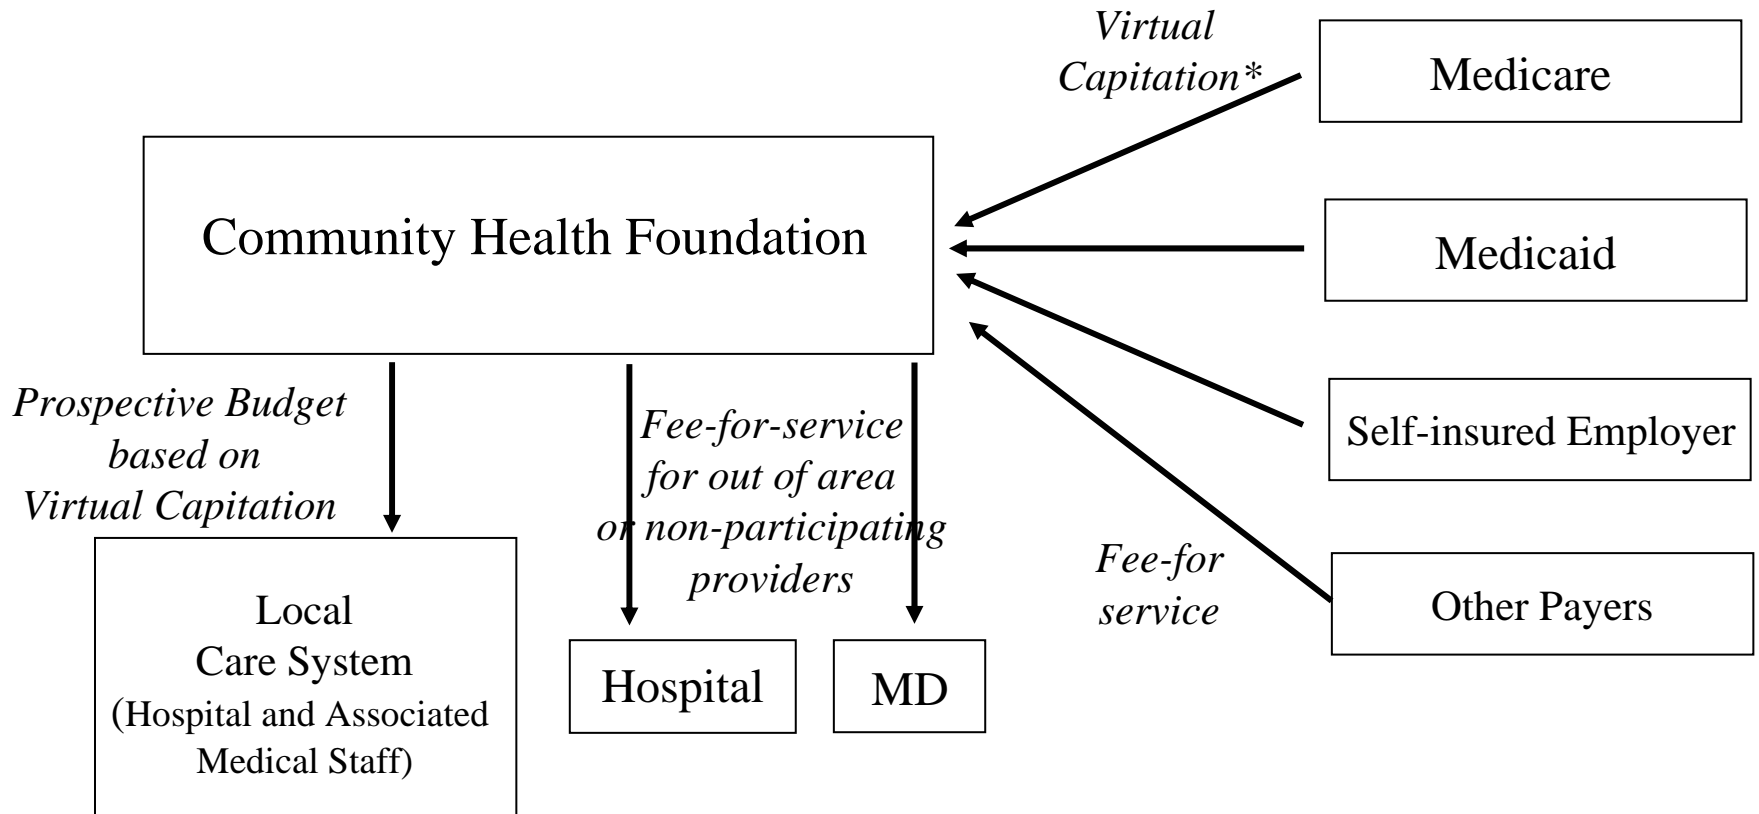 Virtual
Capitation*
Medicare
Community Health Foundation
Medicaid
Prospective Budget
based on
Virtual Capitation
Fee-for-service
for out of area
or non-participating
providers
Self-insured Employer
Fee-for
service
Other Payers
Local
Care System
(Hospital and Associated
Medical Staff)
Hospital
MD